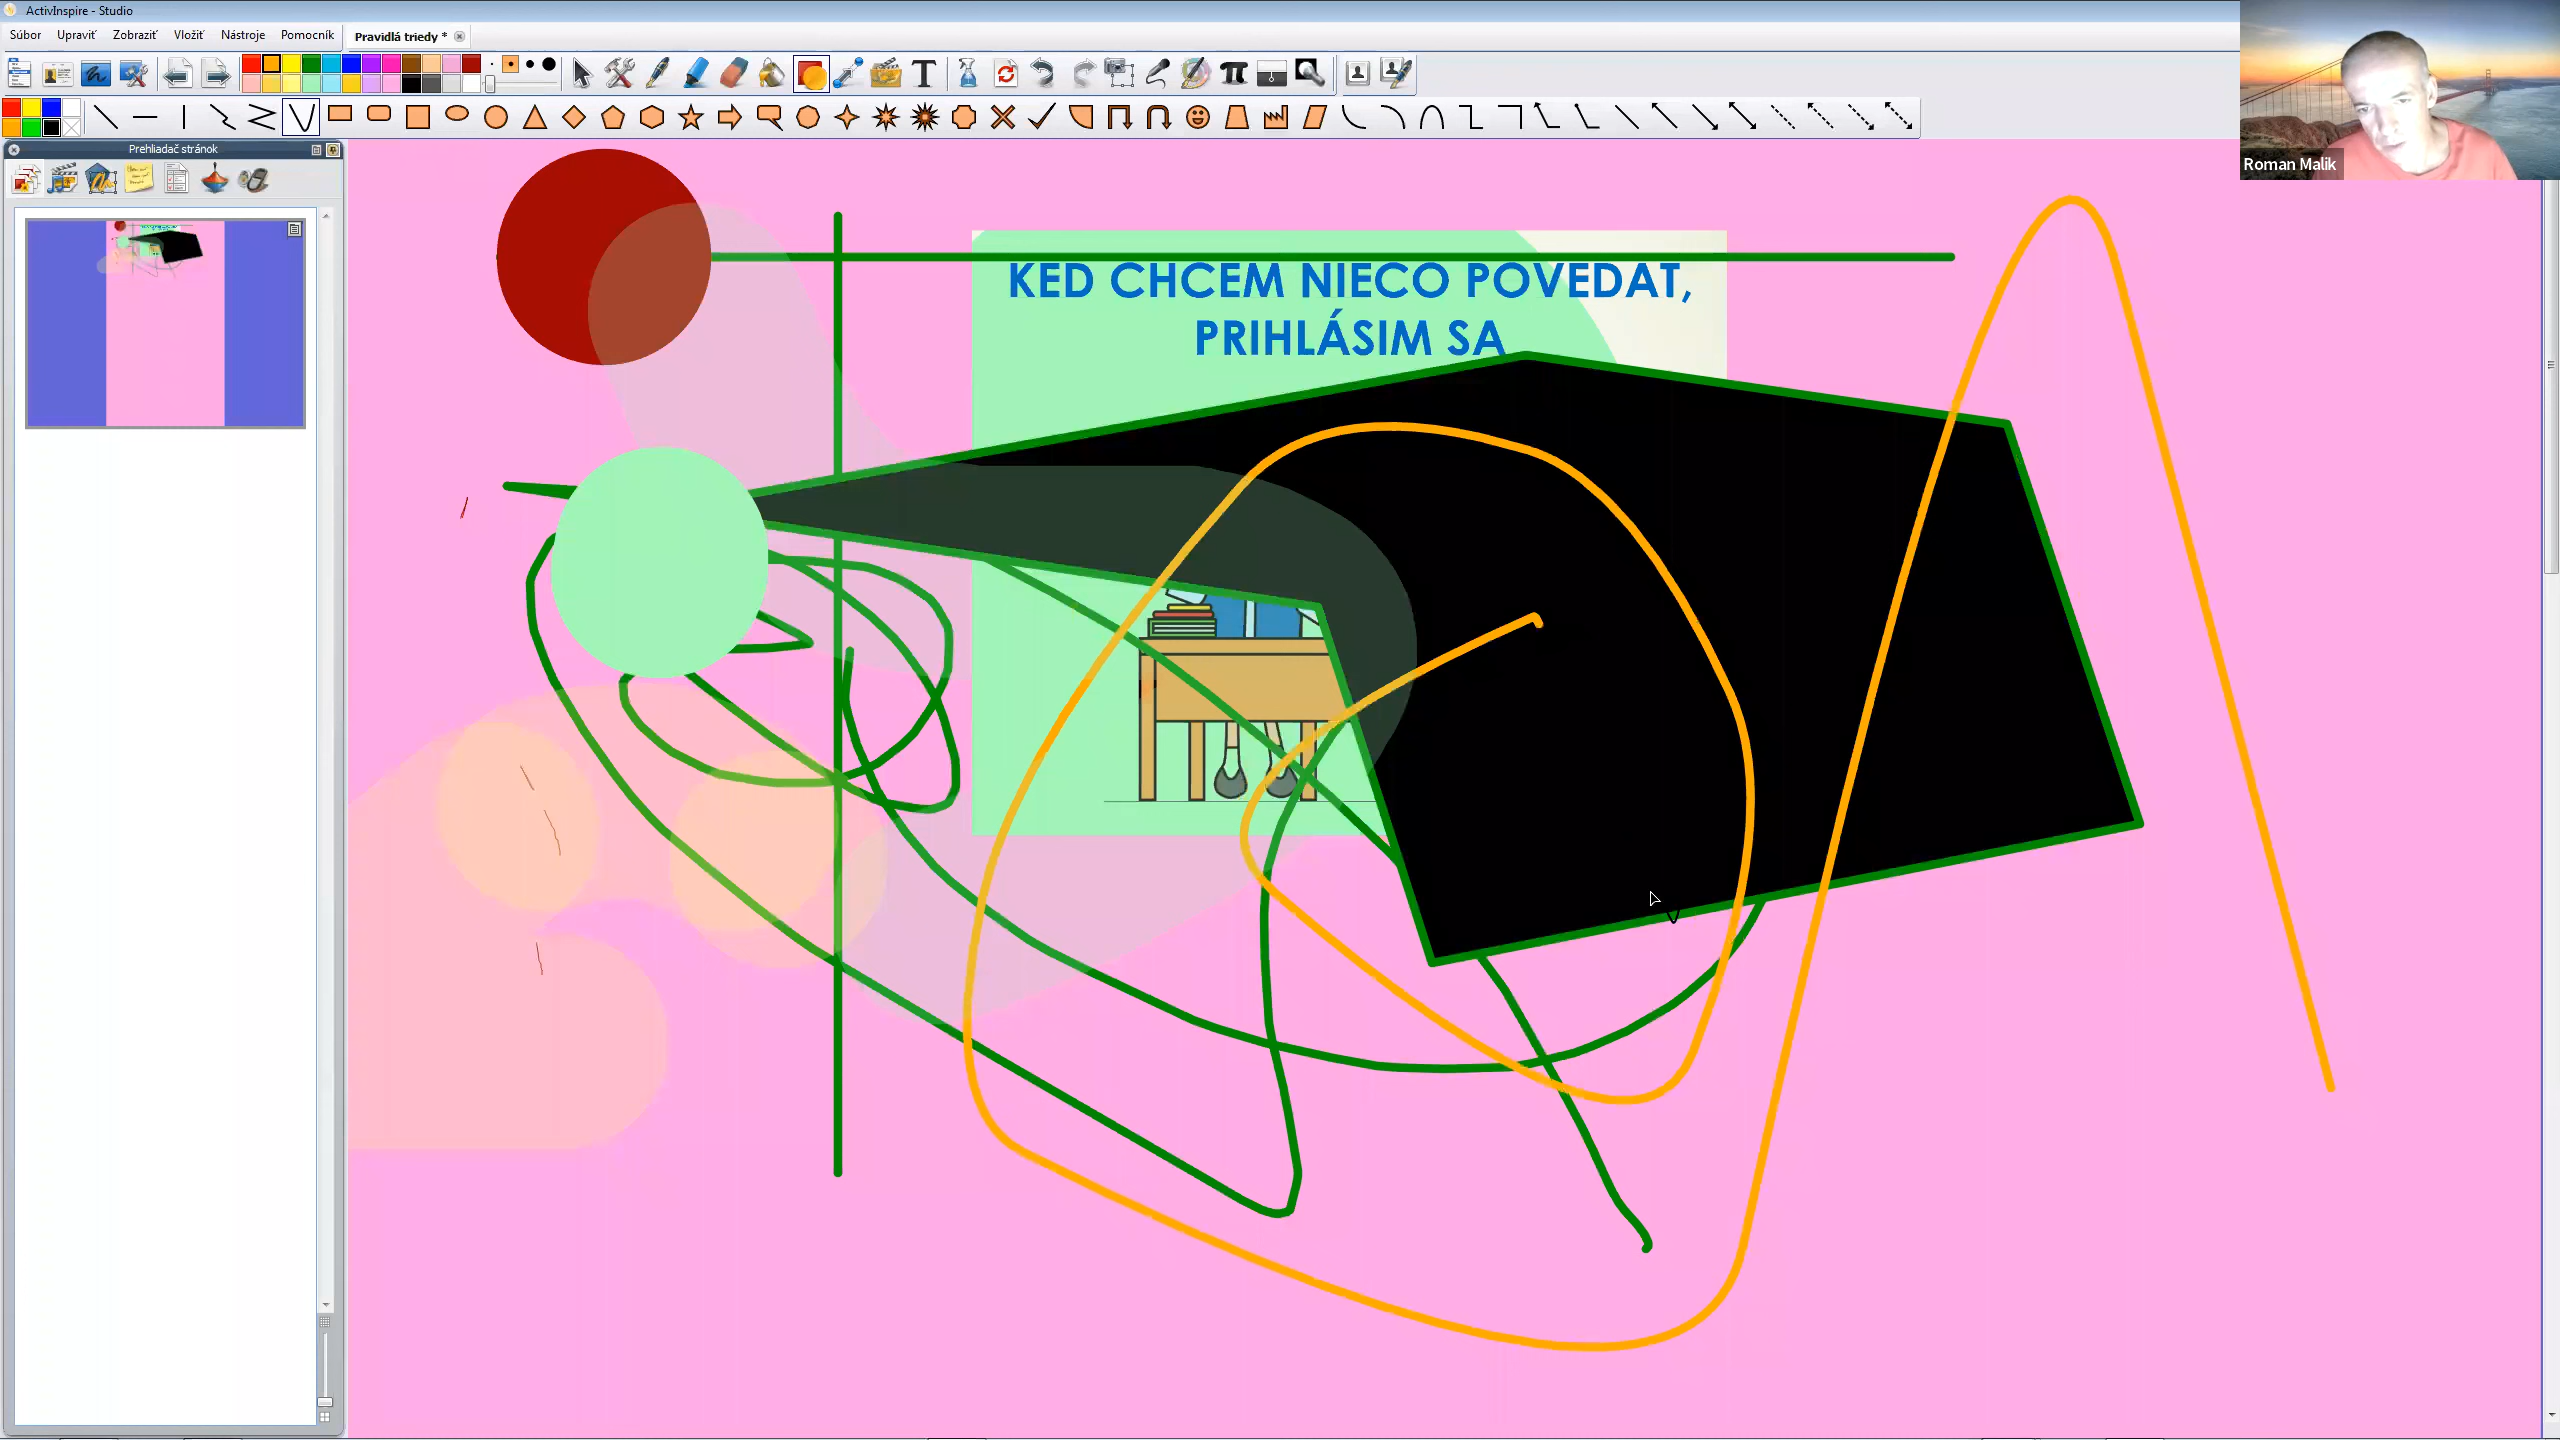 ActivInspire - Studio
Súbor Upraviť Zobraziť Vložiť Nástroje Pomocník
Pravidlá triedy *
Prehliadač stránok
Roman Malik
KED CHCEM NIECO POVEDAT,
PRIHLÁSIM SA